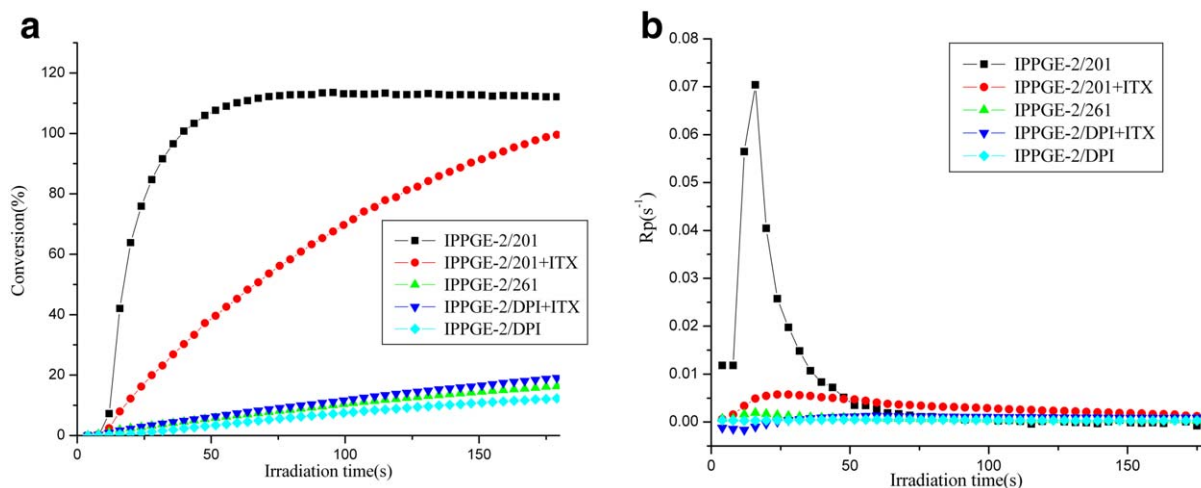 a
120
100
80
60
40
20
0
Conversion(%)
0
50
100
150
Irradiation time(s)
IPPGE-2/201
IPPGE-2/201+ITX
IPPGE-2/261
IPPGE-2/DPI+ITX
IPPGE-2/DPI
b
0.08
0.07
0.06
0.05
0.04
0.03
0.02
0.01
0.00
Rp(s⁻¹)
0
50
100
150
Irradiation time(s)
IPPGE-2/201
IPPGE-2/201+ITX
IPPGE-2/261
IPPGE-2/DPI+ITX
IPPGE-2/DPI